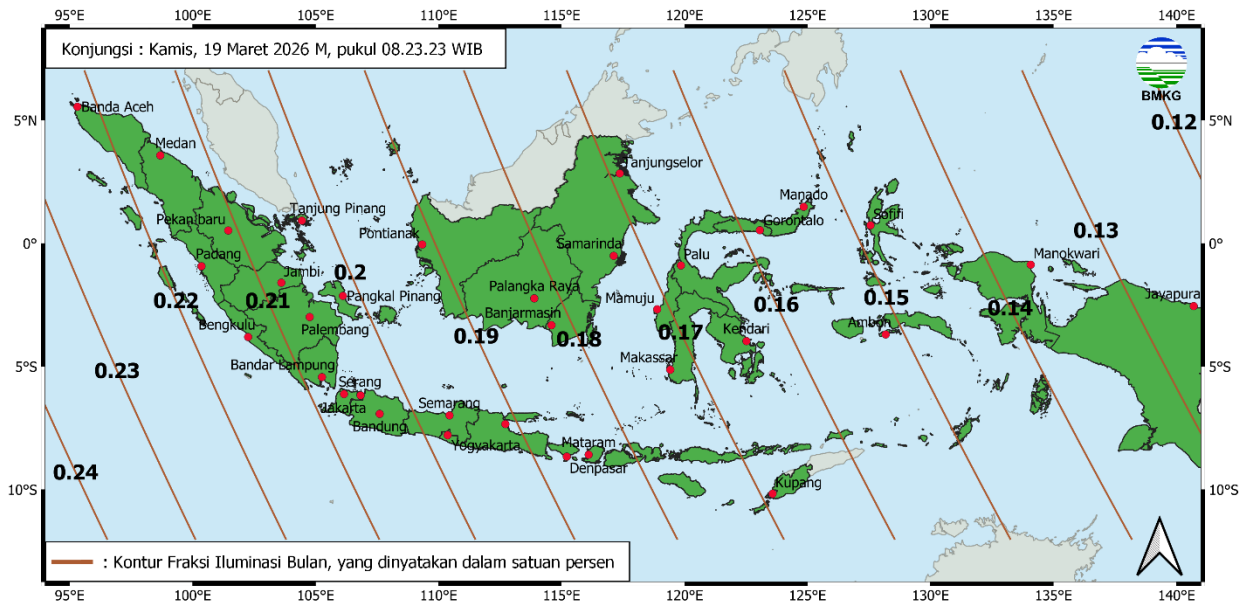 95°E 100°E 105°E 110°E 115°E 120°E 125°E 130°E 135°E 140°E
Konjungsi : Kamis, 19 Maret 2026 M, pukul 08.23.23 WIB
BMKG
Banda Aceh
5°N
0.12
5°N
Medan
Tanjungselor
Tanjung Pinang
Manado
Pekanbaru
Pontianak
Gorontalo
Sofifi
0.13
0°
0°
Padang
Samarinda
Palu
Manokwari
Jambi
0.2
Palangka Raya
Pangkal Pinang
Mamuju
Jayapura
0.22
0.21
0.16
0.15
0.14
Bengkulu
Palembang
Banjarmasin
0.19
0.18
0.17
Kendari
Ambon
Makassar
Bandar Lampung
5°S
0.23
5°S
Serang
Jakarta
Semarang
Bandung
Yogyakarta
Mataram
Denpasar
0.24
10°S
Kupang
10°S
: Kontur Fraksi Iluminasi Bulan, yang dinyatakan dalam satuan persen
95°E 100°E 105°E 110°E 115°E 120°E 125°E 130°E 135°E 140°E